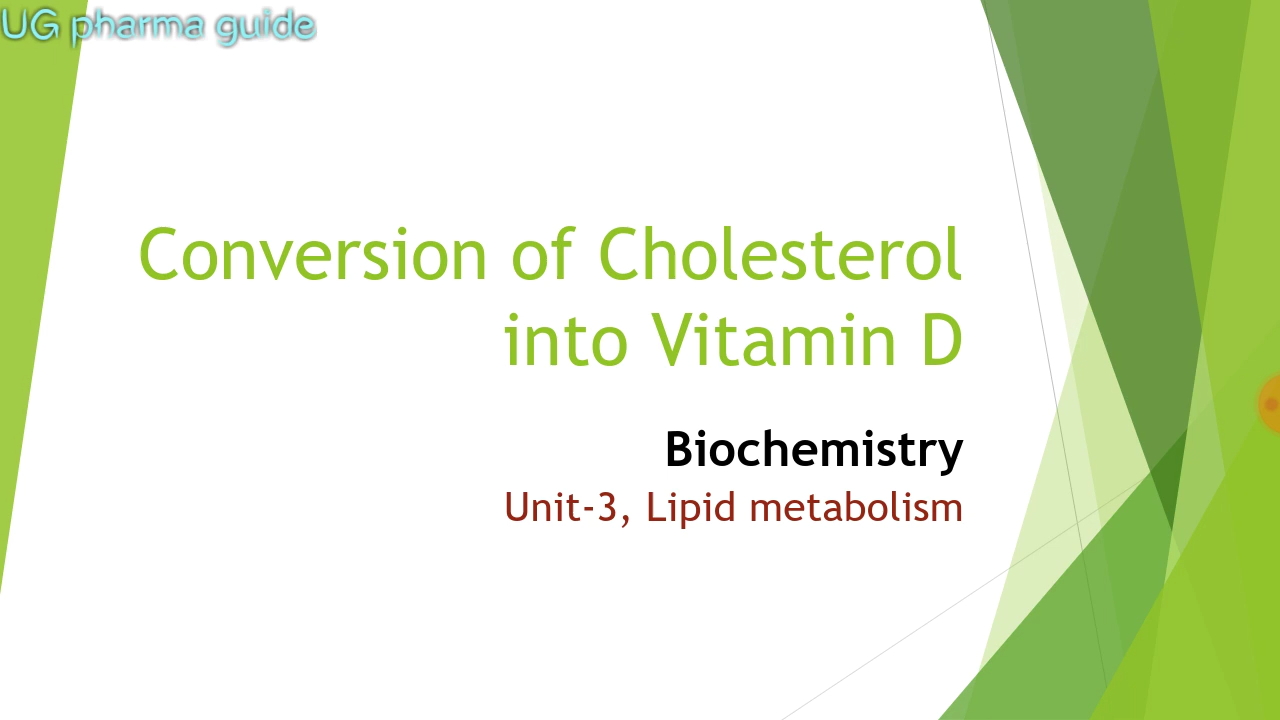 UG pharma guide
Conversion of Cholesterol
into Vitamin D
Biochemistry
Unit-3, Lipid metabolism